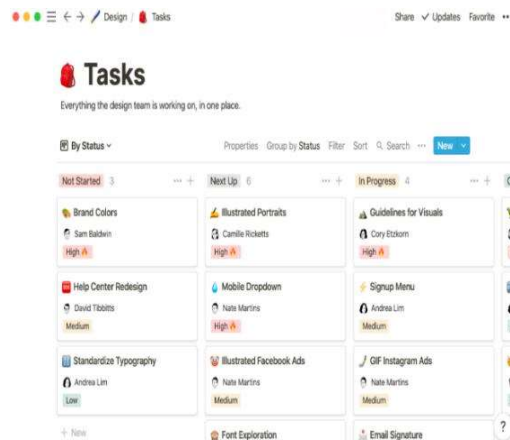 Design / Tasks
Share ✓ Updates Favorite
Tasks
Everything the design team is working on, in one place.
By Status
Properties Group by Status Filter Sort Search ... New
Not Started 3
Next Up 6
In Progress 4
Brand Colors
Sam Baldwin
High
Help Center Redesign
David Tibbitts
Medium
Standardize Typography
Andrea Lim
Low
+ New
Illustrated Portraits
Camille Ricketts
High
Mobile Dropdown
Nate Martins
High
Illustrated Facebook Ads
Nate Martins
Medium
Font Exploration
Guidelines for Visuals
Cory Etzkorn
High
Signup Menu
Andrea Lim
Medium
GIF Instagram Ads
Nate Martins
Medium
Email Signature
?